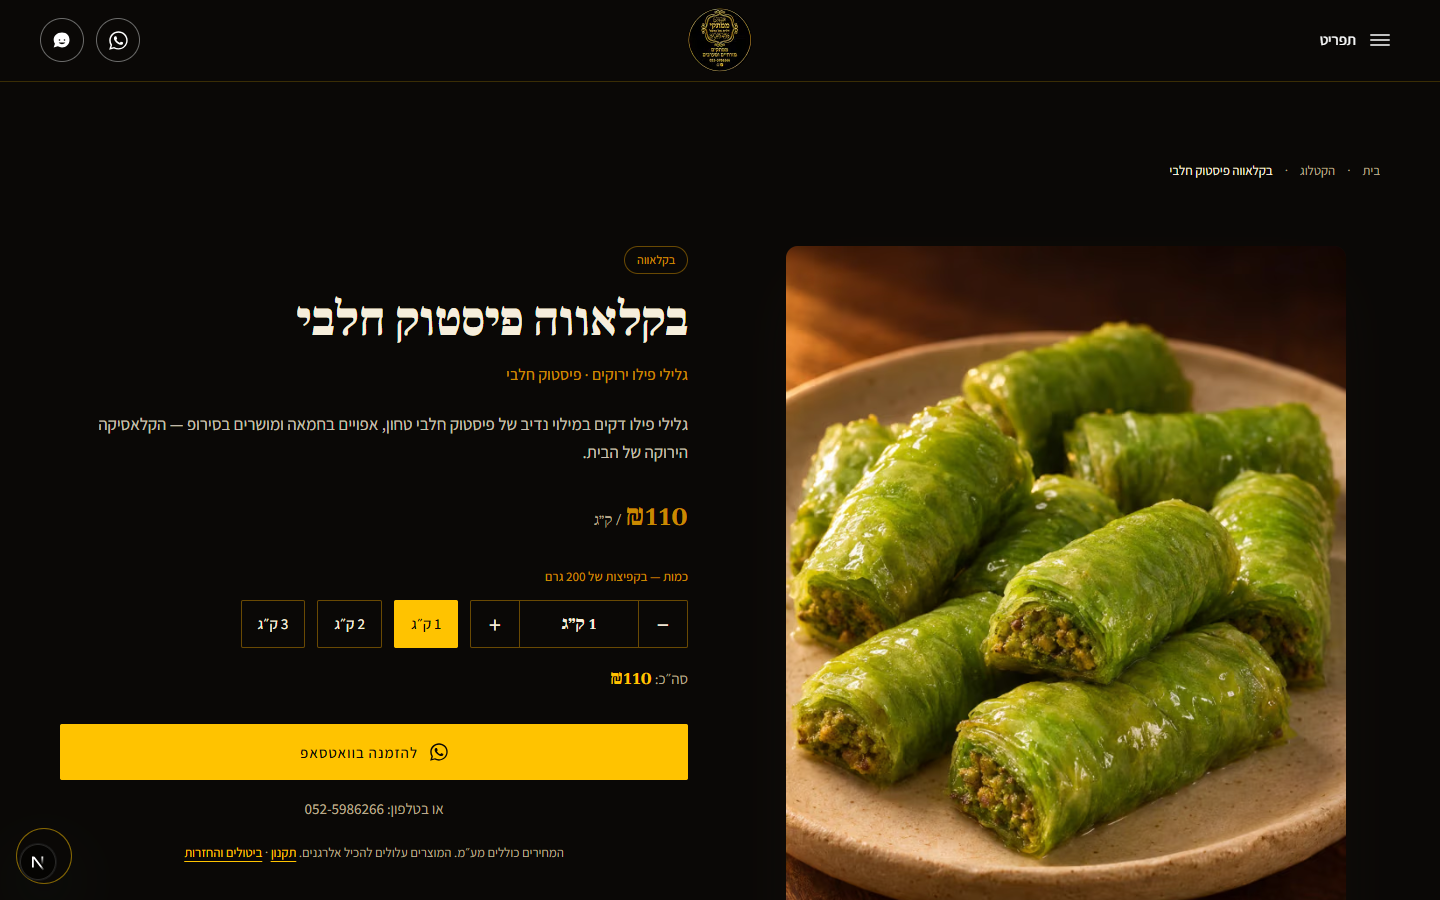 תפריט
ממתקי
בית · הקטלוג · בקלאווה פיסטוק חלבי
בקלאווה
בקלאווה פיסטוק חלבי
גלילי פילו ירוקים · פיסטוק חלבי
גלילי פילו דקים במילוי נדיב של פיסטוק חלבי טחון, אפויים בחמאה ומושרים בסירופ — הקלאסיקה
הירוקה של הבית.
₪110 / ק״ג
כמות — בקפיצות של 200 גרם
− 1 ק״ג + 1 ק״ג 2 ק״ג 3 ק״ג
סה״כ: ₪110
להזמנה בוואטסאפ
או בטלפון: 052-5986266
המחירים כוללים מע״מ. המוצרים עלולים להכיל אלרגנים. תקנון · ביטולים והחזרות
N